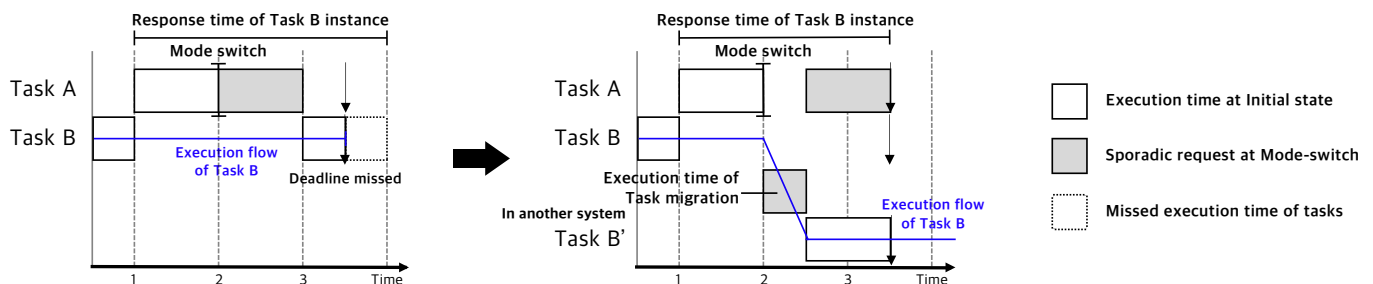 Response time of Task B instance
Mode switch
Task A
Task B
Execution flow
of Task B
Deadline missed
1
2
3
Time
Response time of Task B instance
Mode switch
Task A
Task B
Execution time of
Task migration
In another system
Task B’
Execution flow
of Task B
1
2
3
Time
Execution time at Initial state
Sporadic request at Mode-switch
Missed execution time of tasks